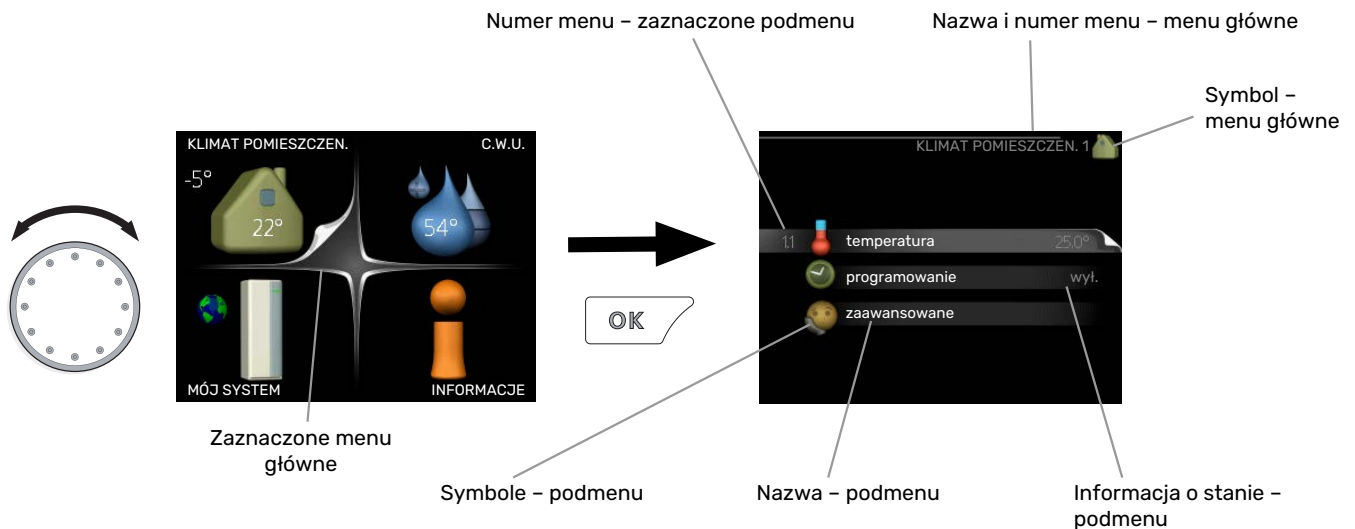 Numer menu – zaznaczone podmenu
Nazwa i numer menu – menu główne
Symbol –
menu główne
KLIMAT POMIESZCZEN.
C.W.U.
-5°
22°
54°
MÓJ SYSTEM
INFORMACJE
OK
KLIMAT POMIESZCZEN. 1
1.1
temperatura
25.0°
programowanie
wył.
zaawansowane
Zaznaczone menu
główne
Symbole – podmenu
Nazwa – podmenu
Informacja o stanie –
podmenu